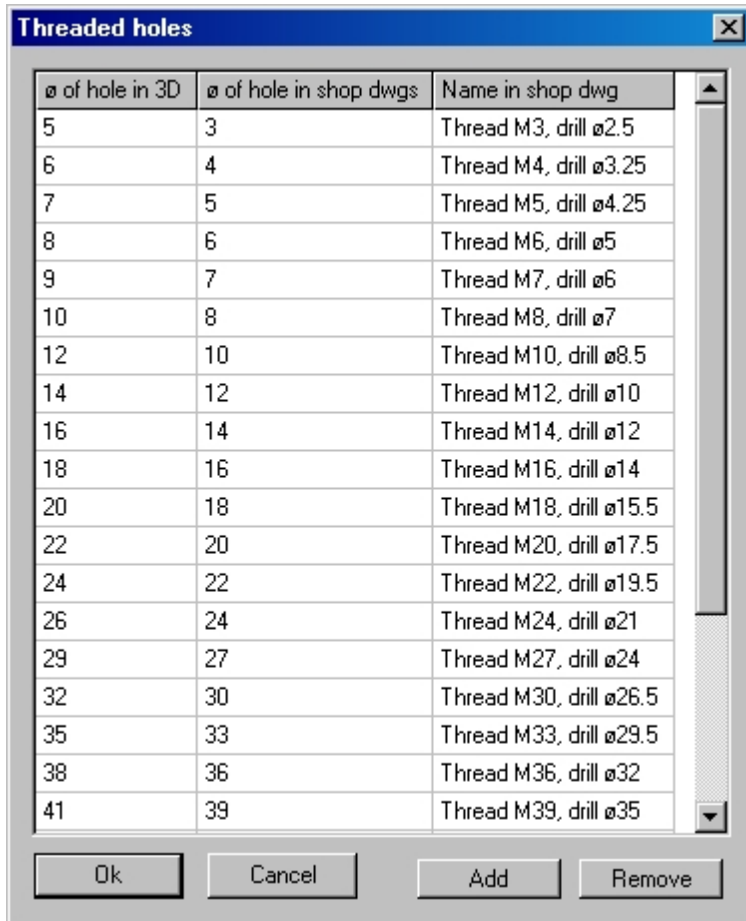 Threaded holes
ø of hole in 3D ø of hole in shop dwgs Name in shop dwg
5 3 Thread M3, drill ø2.5
6 4 Thread M4, drill ø3.25
7 5 Thread M5, drill ø4.25
8 6 Thread M6, drill ø5
9 7 Thread M7, drill ø6
10 8 Thread M8, drill ø7
12 10 Thread M10, drill ø8.5
14 12 Thread M12, drill ø10
16 14 Thread M14, drill ø12
18 16 Thread M16, drill ø14
20 18 Thread M18, drill ø15.5
22 20 Thread M20, drill ø17.5
24 22 Thread M22, drill ø19.5
26 24 Thread M24, drill ø21
29 27 Thread M27, drill ø24
32 30 Thread M30, drill ø26.5
35 33 Thread M33, drill ø29.5
38 36 Thread M36, drill ø32
41 39 Thread M39, drill ø35
Ok Cancel Add Remove